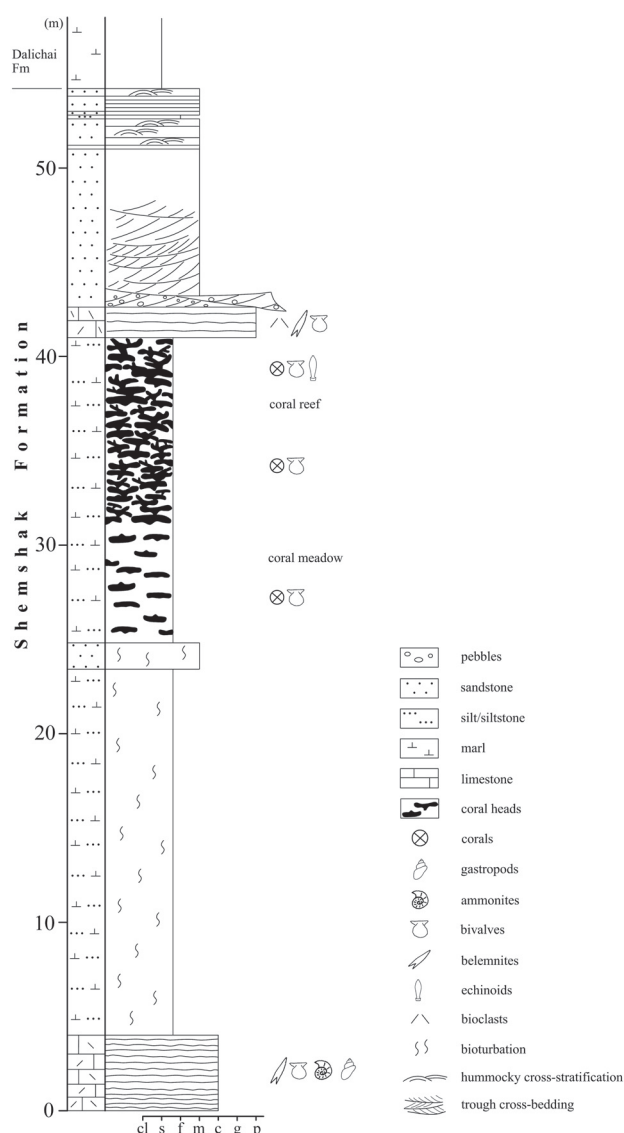 (m)
Dalichai
Fm
50
40
coral reef
30
coral meadow
20
10
0
Shemshak Formation
cl s f m c g p
pebbles
sandstone
silt/siltstone
marl
limestone
coral heads
corals
gastropods
ammonites
bivalves
belemnites
echinoids
bioclasts
bioturbation
hummocky cross-stratification
trough cross-bedding